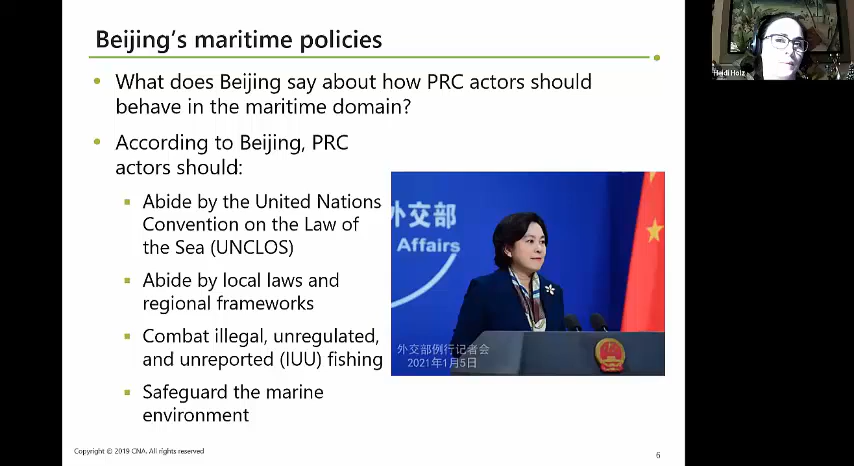 Beijing's maritime policies
What does Beijing say about how PRC actors should
behave in the maritime domain?
According to Beijing, PRC
actors should:
Abide by the United Nations
Convention on the Law of
the Sea (UNCLOS)
Abide by local laws and
regional frameworks
Combat illegal, unregulated,
and unreported (IUU) fishing
Safeguard the marine
environment
外交部
Affairs
外交部例行记者会
2021年1月5日
Copyright © 2019 CNA. All rights reserved
6
Heidi Holz